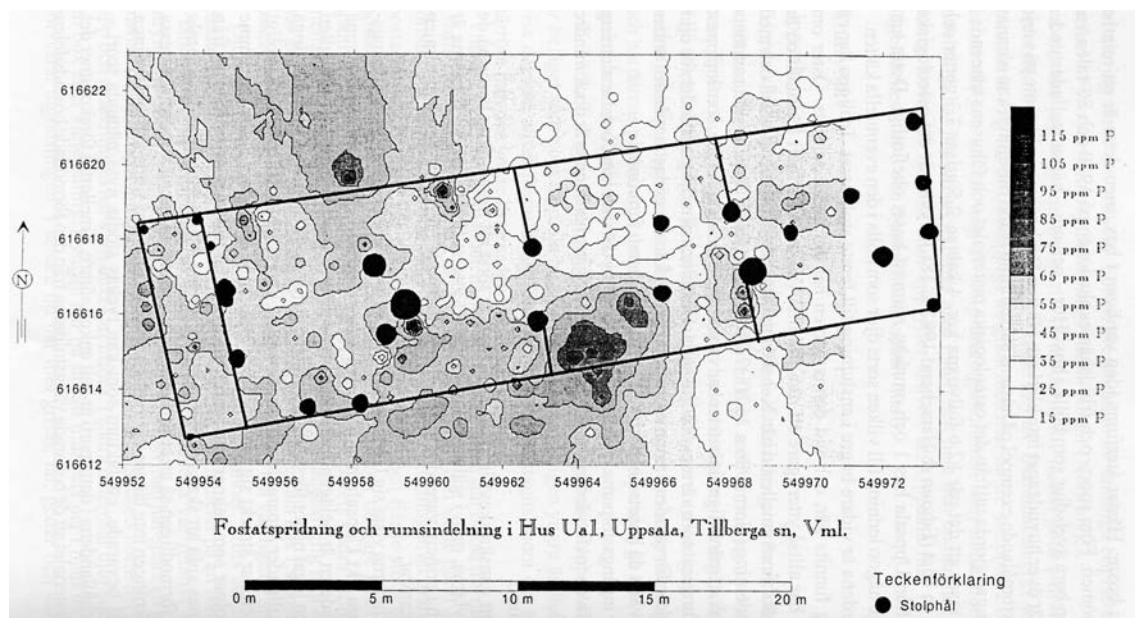 616622
616620
616618
616616
616614
616612
549952 549954 549956 549958 549960 549962 549964 549966 549968 549970 549972
115 ppm P
105 ppm P
95 ppm P
85 ppm P
75 ppm P
65 ppm P
55 ppm P
45 ppm P
35 ppm P
25 ppm P
15 ppm P
N
Fosfatspridning och rumsindelning i Hus Ua1, Uppsala, Tillberga sn, Vml.
0 m 5 m 10 m 15 m 20 m
Teckenförklaring
Stolphål